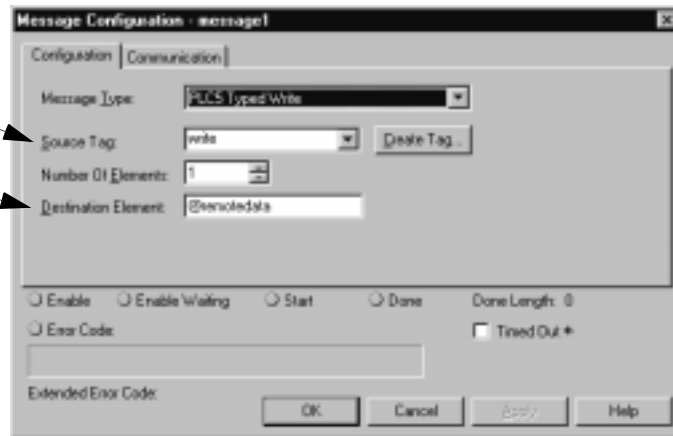 Message Configuration - message1
Configuration Communication
Message Type: PLC5 Typed Write
Source Tag: write Create Tag...
Number Of Elements: 1
Destination Element: @remotedata
Enable Enable Waiting Start Done Done Length: 0
Error Code: Timed Out
Extended Error Code:
OK Cancel Apply Help